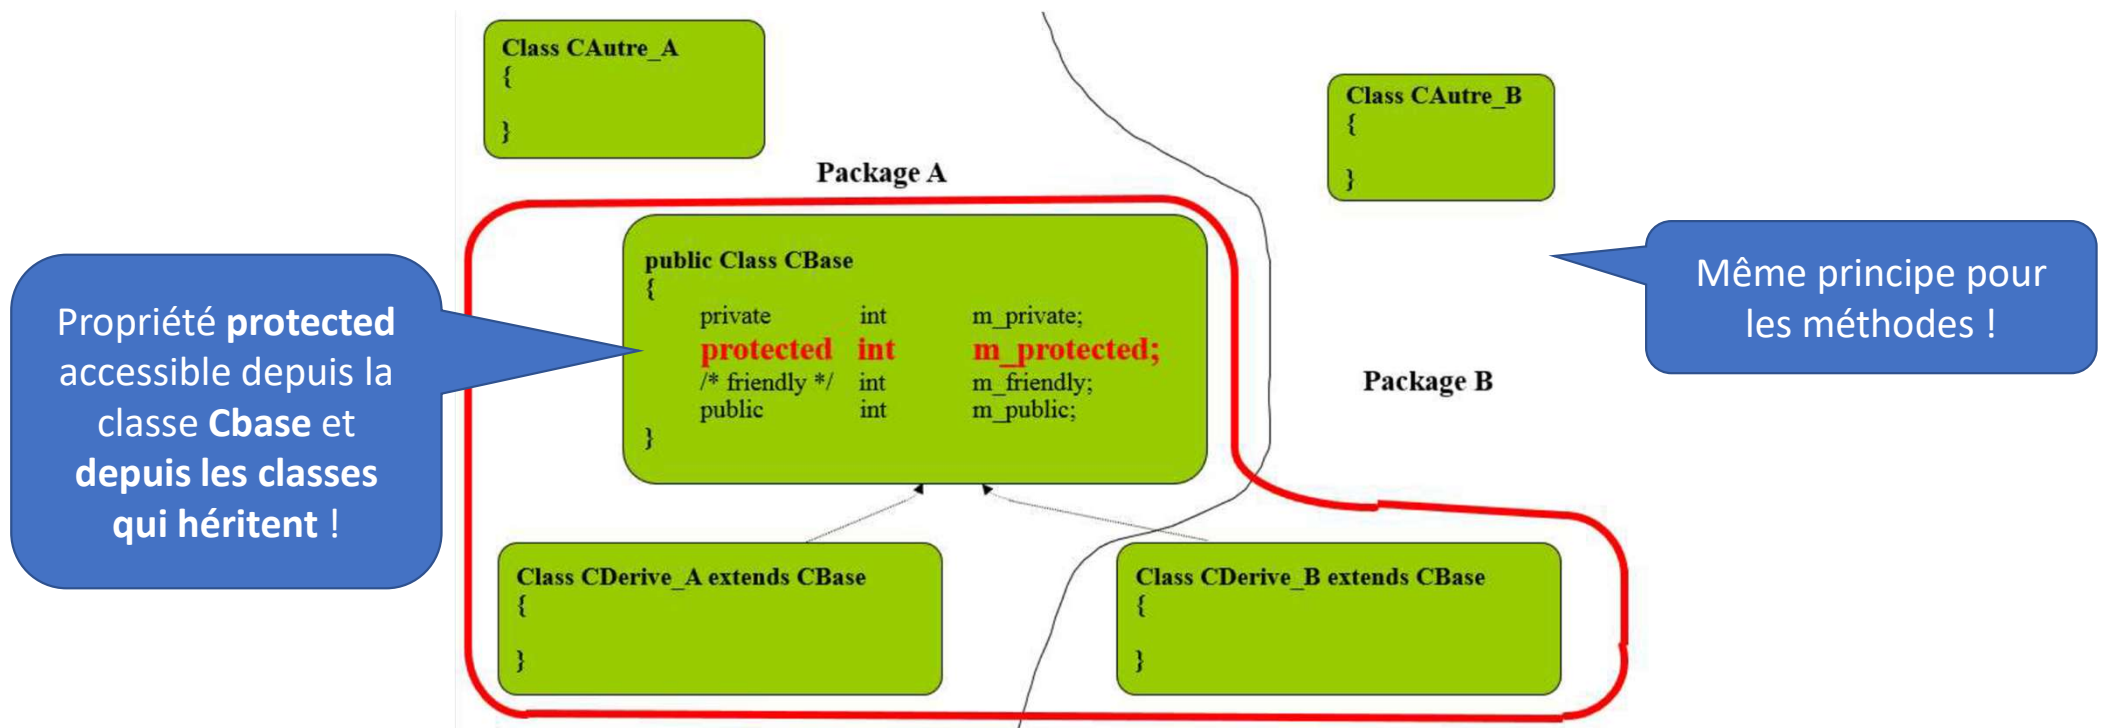 Class CAutre_A
{
}
Class CAutre_B
{
}
Package A
public Class CBase
{
private int m_private;
protected int m_protected;
/* friendly */ int m_friendly;
public int m_public;
}
Propriété protected
accessible depuis la
classe Cbase et
depuis les classes
qui héritent !
Même principe pour
les méthodes !
Package B
Class CDerive_A extends CBase
{
}
Class CDerive_B extends CBase
{
}